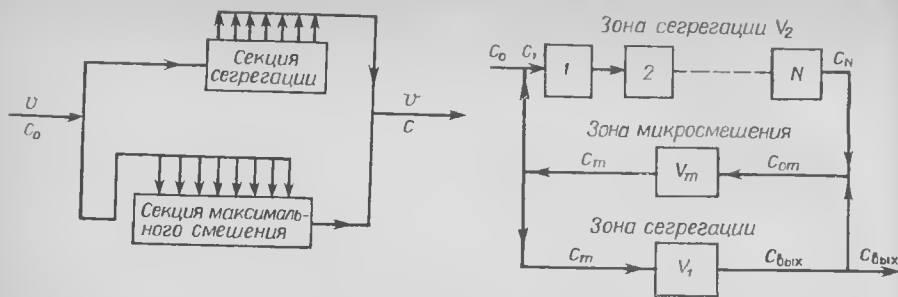 Секция
сегрегации
υ
C₀
υ
C
Секция максималь-
ного смешения
Зона сегрегации V₂
C₀ C₁ 1 2 N C_N
Зона микросмешения
C_m V_m C_om
Зона сегрегации
C_m V₁ C_вых C_вых